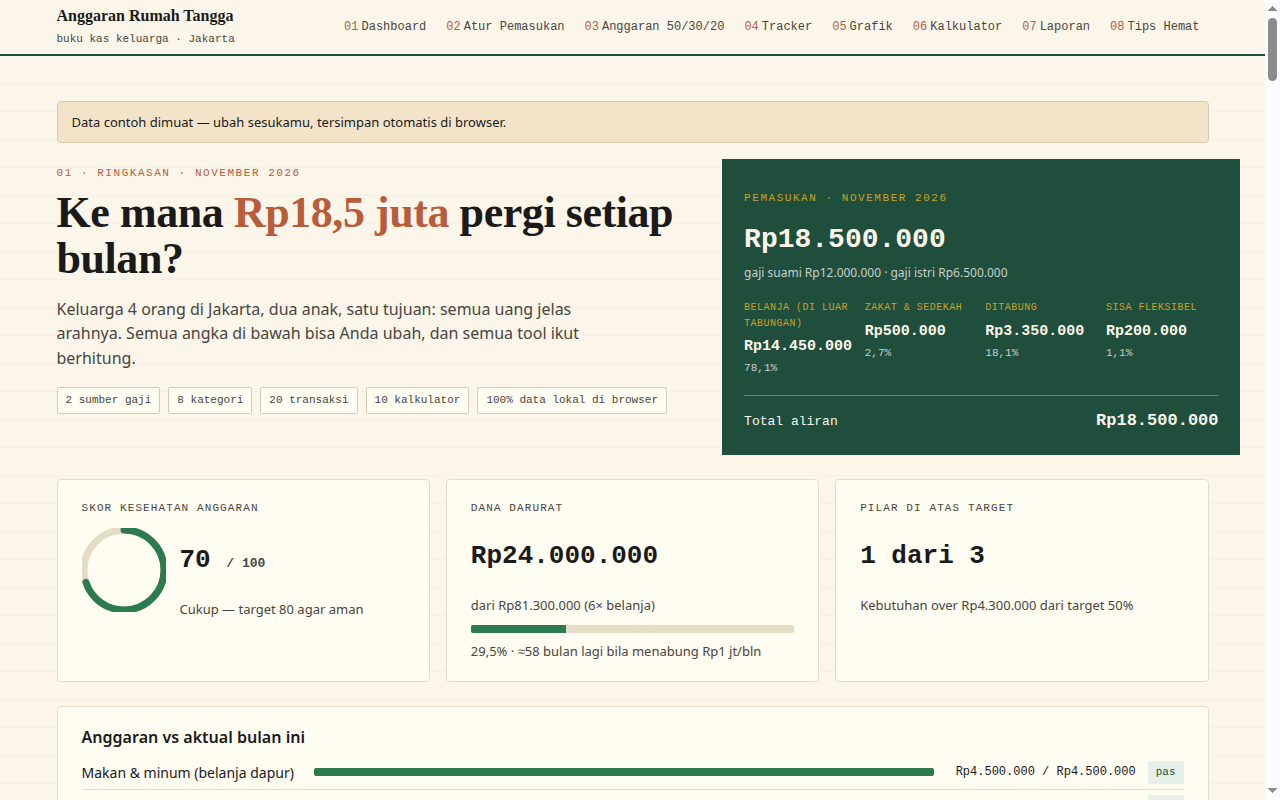 Anggaran Rumah Tangga
buku kas keluarga · Jakarta
01 Dashboard 02 Atur Pemasukan 03 Anggaran 50/30/20 04 Tracker 05 Grafik 06 Kalkulator 07 Laporan 08 Tips Hemat
Data contoh dimuat — ubah sesukamu, tersimpan otomatis di browser.
01 · RINGKASAN · NOVEMBER 2026
Ke mana Rp18,5 juta pergi setiap
bulan?
Keluarga 4 orang di Jakarta, dua anak, satu tujuan: semua uang jelas
arahnya. Semua angka di bawah bisa Anda ubah, dan semua tool ikut
berhitung.
2 sumber gaji 8 kategori 20 transaksi 10 kalkulator 100% data lokal di browser
PEMASUKAN · NOVEMBER 2026
Rp18.500.000
gaji suami Rp12.000.000 · gaji istri Rp6.500.000
BELANJA (DI LUAR
TABUNGAN)
Rp14.450.000
78,1%
ZAKAT & SEDEKAH
Rp500.000
2,7%
DITABUNG
Rp3.350.000
18,1%
SISA FLEKSIBEL
Rp200.000
1,1%
Total aliran Rp18.500.000
SKOR KESEHATAN ANGGARAN
70 / 100
Cukup — target 80 agar aman
DANA DARURAT
Rp24.000.000
dari Rp81.300.000 (6× belanja)
29,5% · ≈58 bulan lagi bila menabung Rp1 jt/bln
PILAR DI ATAS TARGET
1 dari 3
Kebutuhan over Rp4.300.000 dari target 50%
Anggaran vs aktual bulan ini
Makan & minum (belanja dapur) Rp4.500.000 / Rp4.500.000 pas